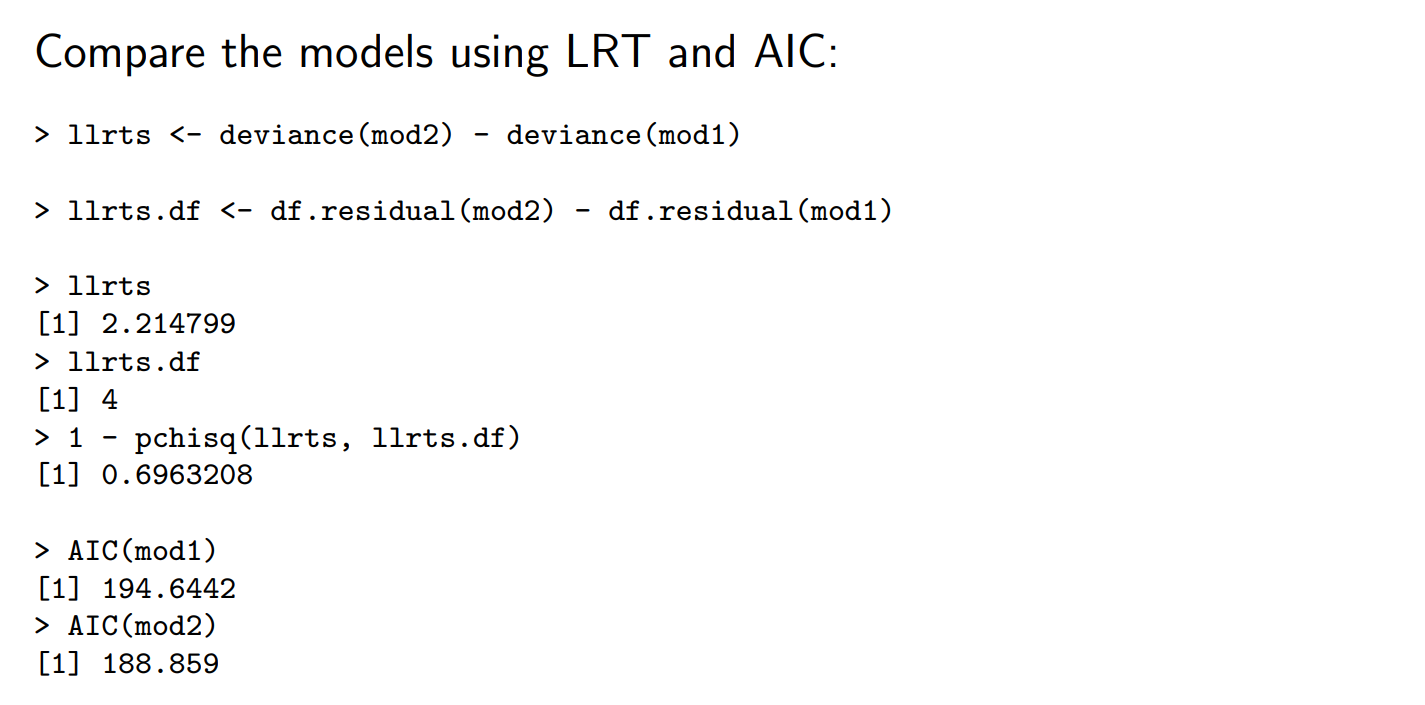 Compare the models using LRT and AIC:
> llrts <- deviance(mod2) - deviance(mod1)
> llrts.df <- df.residual(mod2) - df.residual(mod1)
> llrts
[1] 2.214799
> llrts.df
[1] 4
> 1 - pchisq(llrts, llrts.df)
[1] 0.6963208
> AIC(mod1)
[1] 194.6442
> AIC(mod2)
[1] 188.859